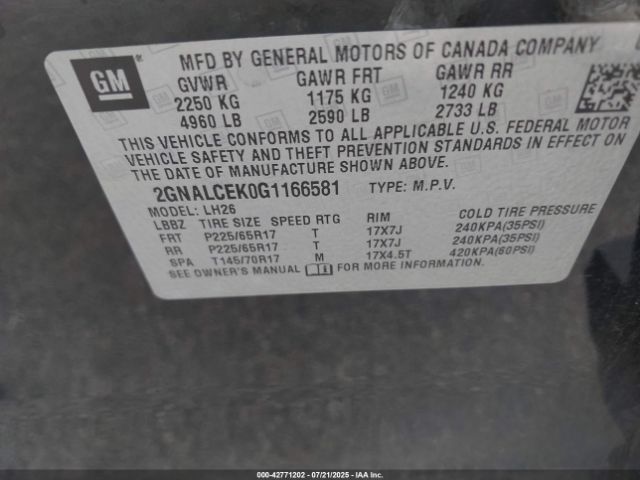 MFD BY GENERAL MOTORS OF CANADA COMPANY
GM
GVWR GAWR FRT GAWR RR
2250 KG 1175 KG 1240 KG
4960 LB 2590 LB 2733 LB
THIS VEHICLE CONFORMS TO ALL APPLICABLE U.S. FEDERAL MOTOR
VEHICLE SAFETY AND THEFT PREVENTION STANDARDS IN EFFECT ON
THE DATE OF MANUFACTURE SHOWN ABOVE.
2GNALCEK0G1166581 TYPE: M.P.V.
MODEL: LH26
LBBZ TIRE SIZE SPEED RTG RIM COLD TIRE PRESSURE
FRT P225/65R17 T 17X7J 240KPA(35PSI)
RR P225/65R17 T 17X7J 240KPA(35PSI)
SPA T145/70R17 M 17X4.5T 420KPA(60PSI)
SEE OWNER'S MANUAL FOR MORE INFORMATION.
000-42771202 07/21/2025 IAAI.COM